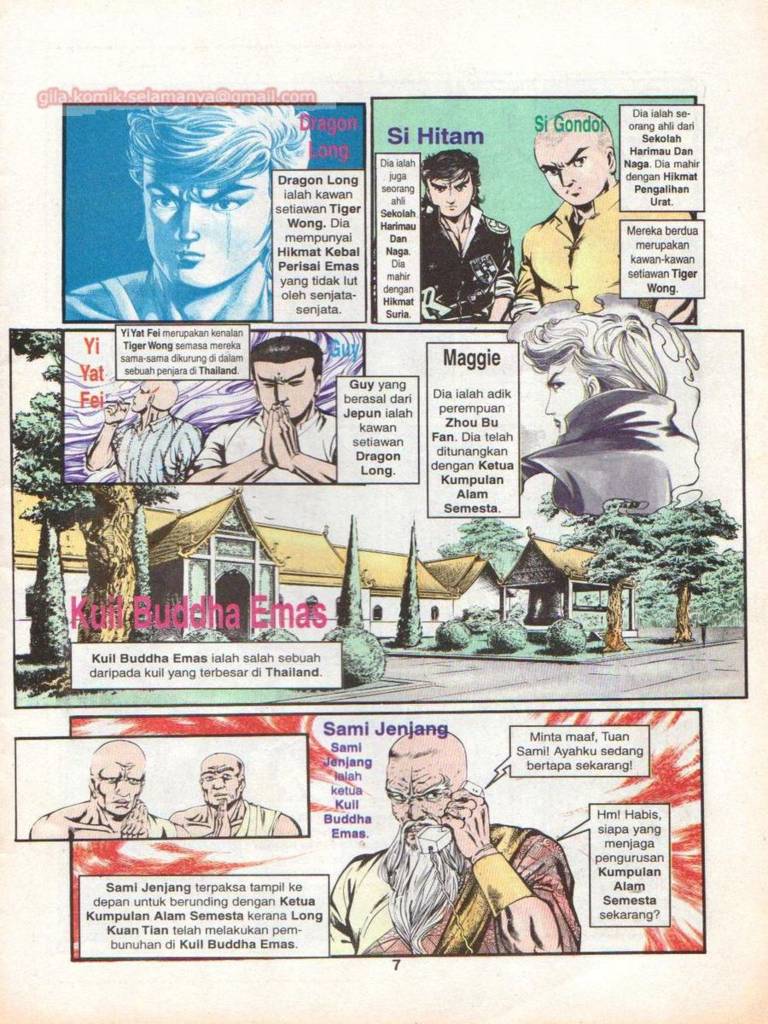 gila.komik.selamanya@gmail.com
Dragon
Long
Dragon Long
ialah kawan
setiawan Tiger
Wong. Dia
mempunyai
Hikmat Kebal
Perisai Emas
yang tidak lut
oleh senjata-
senjata.
Si Hitam
Dia ialah
juga
seorang
ahli
Sekolah
Harimau
Dan
Naga.
Dia
mahir
dengan
Hikmat
Suria.
Si Gondol
Dia ialah se-
orang ahli dari
Sekolah
Harimau Dan
Naga. Dia mahir
dengan Hikmat
Pengalihan
Urat.
Mereka berdua
merupakan
kawan-kawan
setiawan Tiger
Wong.
Yi
Yat
Fei
Yi Yat Fei merupakan kenalan
Tiger Wong semasa mereka
sama-sama dikurung di dalam
sebuah penjara di Thailand.
Guy
Guy yang
berasal dari
Jepun ialah
kawan
setiawan
Dragon
Long.
Maggie
Dia ialah adik
perempuan
Zhou Bu
Fan. Dia telah
ditunangkan
dengan Ketua
Kumpulan
Alam
Semesta.
Kuil Buddha Emas
Kuil Buddha Emas ialah salah sebuah
daripada kuil yang terbesar di Thailand.
Sami Jenjang
Sami
Jenjang
ialah
ketua
Kuil
Buddha
Emas.
Minta maaf, Tuan
Sami! Ayahku sedang
bertapa sekarang!
Hm! Habis,
siapa yang
menjaga
pengurusan
Kumpulan
Alam
Semesta
sekarang?
Sami Jenjang terpaksa tampil ke
depan untuk berunding dengan Ketua
Kumpulan Alam Semesta kerana Long
Kuan Tian telah melakukan pem-
bunuhan di Kuil Buddha Emas.
7